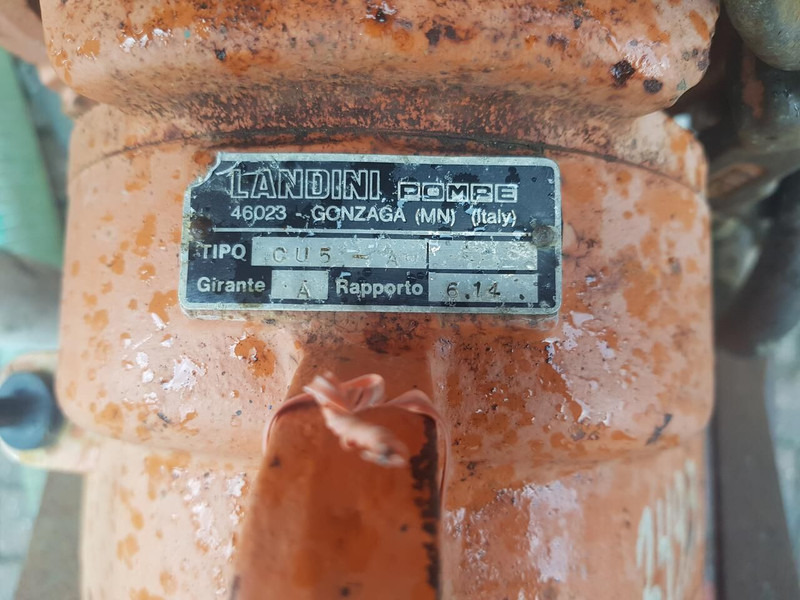 LANDINI POMPE
46023 - GONZAGA (MN) (Italy)
TIPO CU5 - A
Girante A Rapporto 6.14